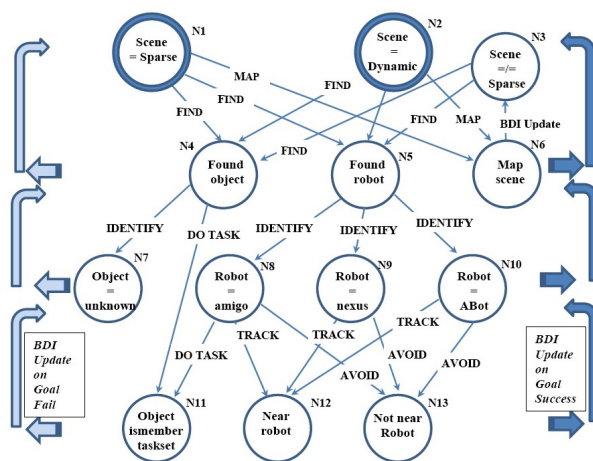 N1
Scene
= Sparse
N2
Scene
=
Dynamic
N3
Scene
=/=
Sparse
MAP
FIND
FIND
FIND
FIND
MAP
BDI Update
FIND
N4
Found
object
N5
Found
robot
N6
Map
scene
IDENTIFY
DO TASK
IDENTIFY
IDENTIFY
IDENTIFY
N7
Object
=
unknown
N8
Robot
=
amigo
N9
Robot
=
nexus
N10
Robot
=
ABot
BDI
Update
on
Goal
Fail
DO TASK
TRACK
TRACK
AVOID
AVOID
TRACK
AVOID
BDI
Update
on
Goal
Success
N11
Object
ismember
taskset
N12
Near
robot
N13
Not near
Robot